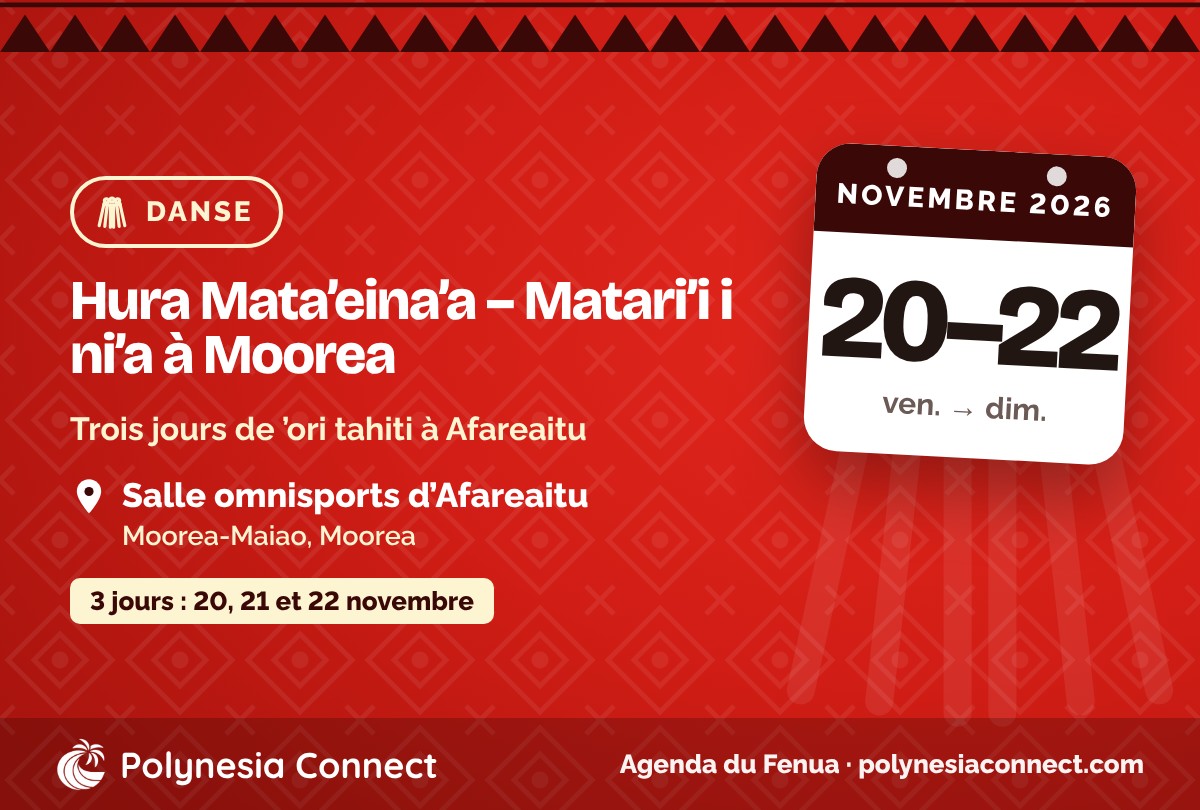 DANSE
Hura Mata’eina’a – Matari’i i
ni’a à Moorea
Trois jours de ’ori tahiti à Afareaitu
Salle omnisports d’Afareaitu
Moorea-Maiao, Moorea
3 jours : 20, 21 et 22 novembre
NOVEMBRE 2026
20–22
ven. → dim.
Polynesia Connect
Agenda du Fenua · polynesiaconnect.com